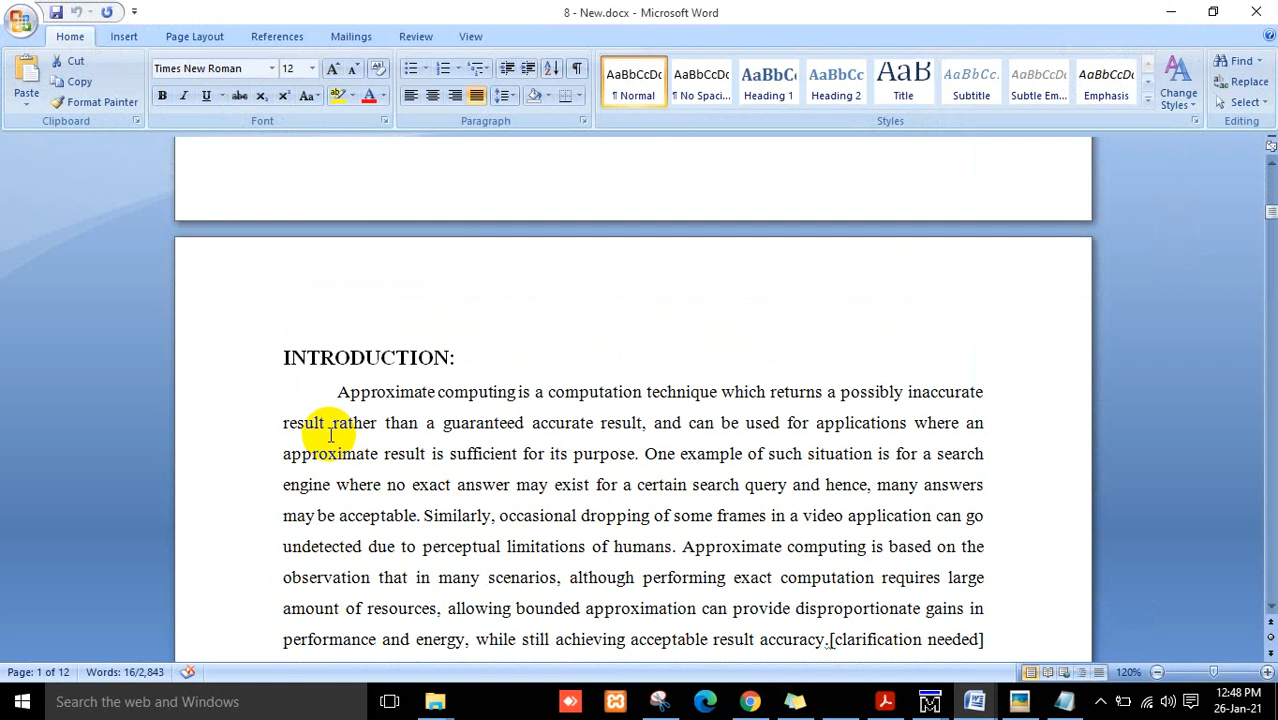 8 - New.docx - Microsoft Word
Home Insert Page Layout References Mailings Review View
Cut
Copy
Format Painter
Paste
Clipboard
Times New Roman 12
Font
Paragraph
AaBbCcDc AaBbCcDc AaBbC AaBbCc AaB AaBbCc. AaBbCcDc AaBbCcDc
¶ Normal ¶ No Spaci... Heading 1 Heading 2 Title Subtitle Subtle Em... Emphasis
Styles
Change Styles
Find
Replace
Select
Editing
INTRODUCTION:
Approximate computing is a computation technique which returns a possibly inaccurate
result rather than a guaranteed accurate result, and can be used for applications where an
approximate result is sufficient for its purpose. One example of such situation is for a search
engine where no exact answer may exist for a certain search query and hence, many answers
may be acceptable. Similarly, occasional dropping of some frames in a video application can go
undetected due to perceptual limitations of humans. Approximate computing is based on the
observation that in many scenarios, although performing exact computation requires large
amount of resources, allowing bounded approximation can provide disproportionate gains in
performance and energy, while still achieving acceptable result accuracy.[clarification needed]
Page: 1 of 12 Words: 16/2,843 120%
Search the web and Windows
12:48 PM
26-Jan-21